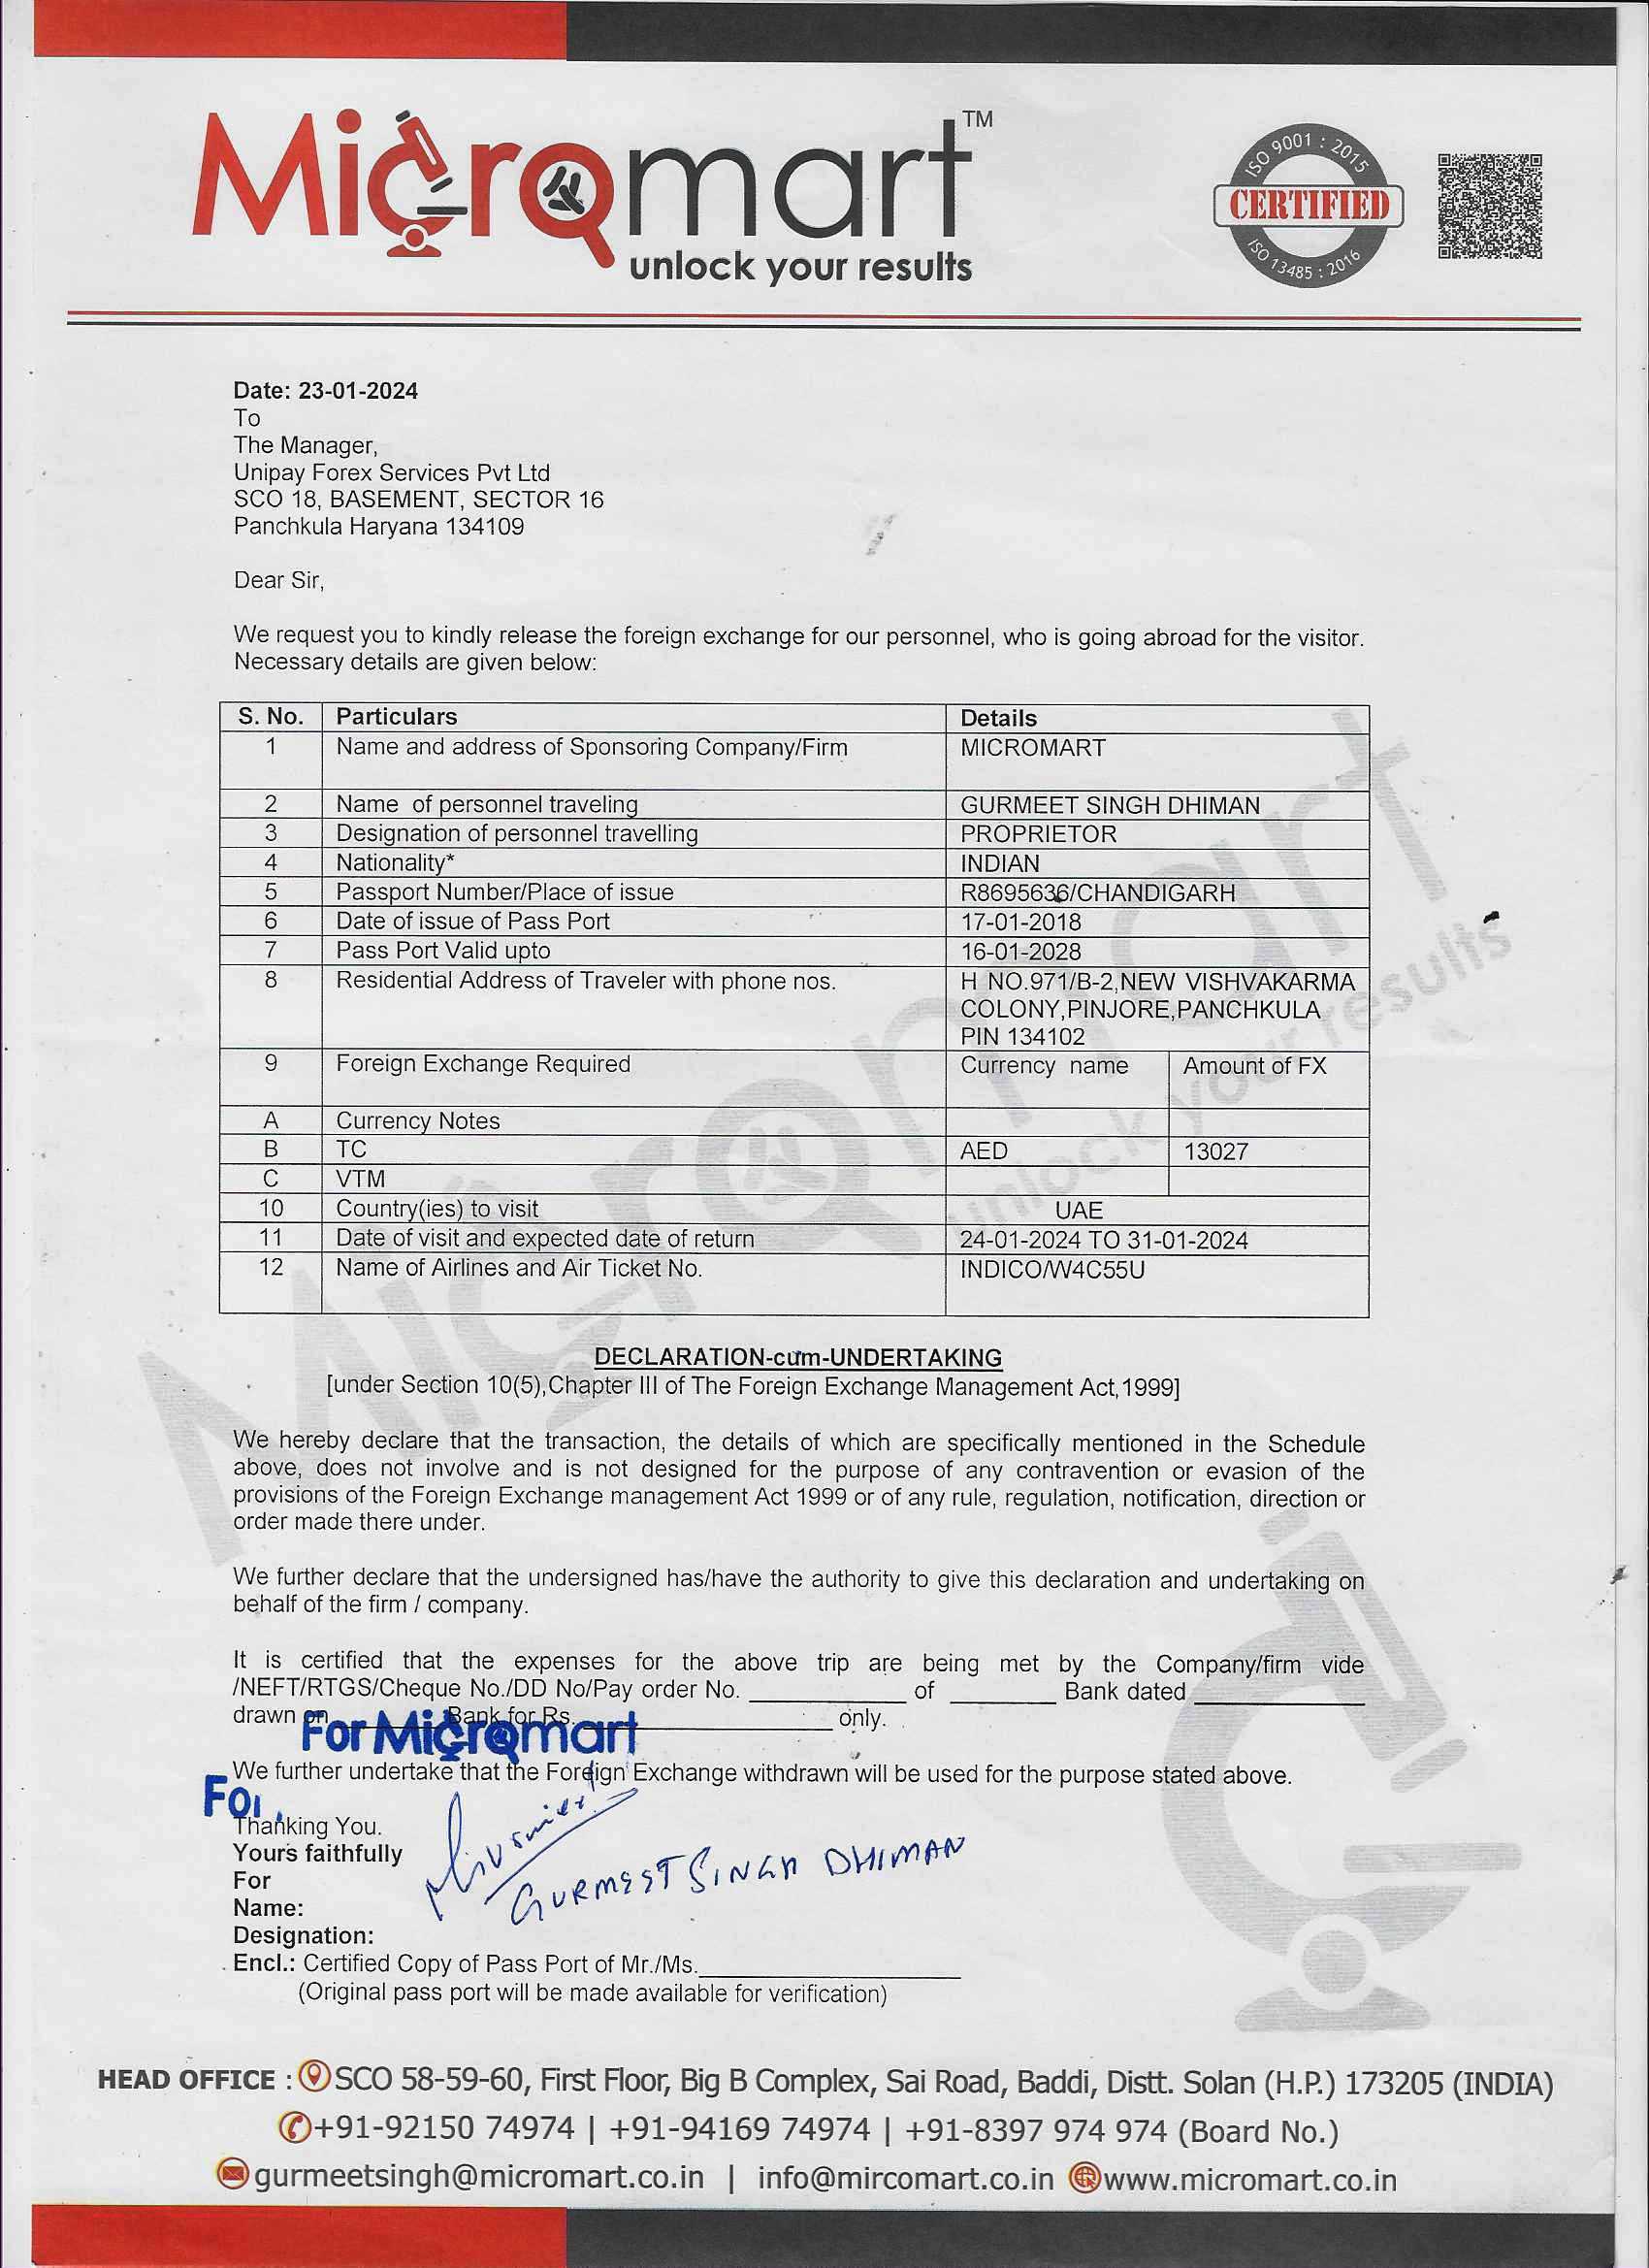 Micromart™
unlock your results
ISO 9001 : 2015
CERTIFIED
ISO 13485 : 2016
Date: 23-01-2024
To
The Manager,
Unipay Forex Services Pvt Ltd
SCO 18, BASEMENT, SECTOR 16
Panchkula Haryana 134109
Dear Sir,
We request you to kindly release the foreign exchange for our personnel, who is going abroad for the visitor.
Necessary details are given below:
S. No. Particulars Details
1 Name and address of Sponsoring Company/Firm MICROMART
2 Name of personnel traveling GURMEET SINGH DHIMAN
3 Designation of personnel travelling PROPRIETOR
4 Nationality* INDIAN
5 Passport Number/Place of issue R8695636/CHANDIGARH
6 Date of issue of Pass Port 17-01-2018
7 Pass Port Valid upto 16-01-2028
8 Residential Address of Traveler with phone nos. H NO.971/B-2,NEW VISHVAKARMA
COLONY,PINJORE,PANCHKULA
PIN 134102
9 Foreign Exchange Required Currency name Amount of FX
A Currency Notes
B TC AED 13027
C VTM
10 Country(ies) to visit UAE
11 Date of visit and expected date of return 24-01-2024 TO 31-01-2024
12 Name of Airlines and Air Ticket No. INDICO/W4C55U
DECLARATION-cum-UNDERTAKING
[under Section 10(5),Chapter III of The Foreign Exchange Management Act,1999]
We hereby declare that the transaction, the details of which are specifically mentioned in the Schedule
above, does not involve and is not designed for the purpose of any contravention or evasion of the
provisions of the Foreign Exchange management Act 1999 or of any rule, regulation, notification, direction or
order made there under.
We further declare that the undersigned has/have the authority to give this declaration and undertaking on
behalf of the firm / company.
It is certified that the expenses for the above trip are being met by the Company/firm vide
/NEFT/RTGS/Cheque No./DD No/Pay order No. ____________ of ________ Bank dated _____________
drawn on ________ Bank for Rs. ____________________ only.
For Micromart
We further undertake that the Foreign Exchange withdrawn will be used for the purpose stated above.
For
Thanking You.
Yours faithfully
For
GURMEET SINGH DHIMAN
Name:
Designation:
Encl.: Certified Copy of Pass Port of Mr./Ms.____________________
(Original pass port will be made available for verification)
HEAD OFFICE : SCO 58-59-60, First Floor, Big B Complex, Sai Road, Baddi, Distt. Solan (H.P.) 173205 (INDIA)
+91-92150 74974 | +91-94169 74974 | +91-8397 974 974 (Board No.)
gurmeetsingh@micromart.co.in | info@mircomart.co.in www.micromart.co.in